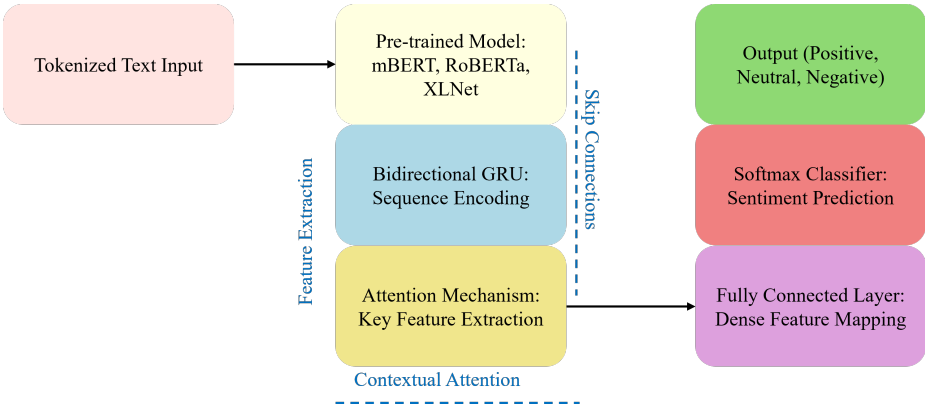 Tokenized Text Input
Pre-trained Model:
mBERT, RoBERTa,
XLNet
Bidirectional GRU:
Sequence Encoding
Attention Mechanism:
Key Feature Extraction
Feature Extraction
Skip Connections
Contextual Attention
Output (Positive,
Neutral, Negative)
Softmax Classifier:
Sentiment Prediction
Fully Connected Layer:
Dense Feature Mapping